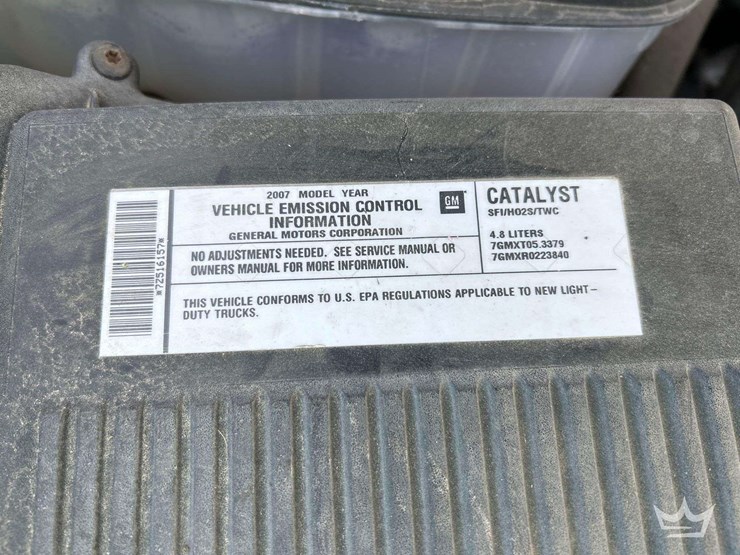 2007 MODEL YEAR
VEHICLE EMISSION CONTROL
INFORMATION
GENERAL MOTORS CORPORATION
GM
NO ADJUSTMENTS NEEDED. SEE SERVICE MANUAL OR
OWNERS MANUAL FOR MORE INFORMATION.
CATALYST
SFI/HO2S/TWC
4.8 LITERS
7GMXT05.3379
7GMXR0223840
THIS VEHICLE CONFORMS TO U.S. EPA REGULATIONS APPLICABLE TO NEW LIGHT-
DUTY TRUCKS.
*72516157*